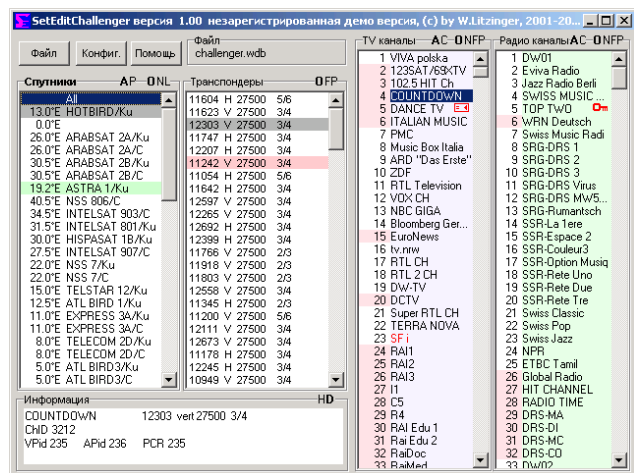 SetEditChallenger версия 1.00 незарегистрированная демо версия, (c) by W.Litzinger, 2001-20...
Файл
Конфиг.
Помощь
Файл
challenger.wdb
Спутники AP ONL
All
13.0°E HOTBIRD/Ku
0.0°E
26.0°E ARABSAT 2A/Ku
26.0°E ARABSAT 2A/C
30.5°E ARABSAT 2B/Ku
30.5°E ARABSAT 2B/C
19.2°E ASTRA 1/Ku
40.5°E NSS 806/C
34.5°E INTELSAT 903/C
31.5°E INTELSAT 801/Ku
30.0°E HISPASAT 1B/Ku
27.5°E INTELSAT 907/C
22.0°E NSS 7/Ku
22.0°E NSS 7/C
15.0°E TELSTAR 12/Ku
12.5°E ATL BIRD 1/Ku
11.0°E EXPRESS 3A/Ku
11.0°E EXPRESS 3A/C
8.0°E TELECOM 2D/Ku
8.0°E TELECOM 2D/C
5.0°E ATL BIRD3/Ku
5.0°E ATL BIRD3/C
Транспондеры OFP
11604 H 27500 5/6
11623 V 27500 3/4
12303 V 27500 3/4
11747 H 27500 3/4
12207 H 27500 3/4
12298 V 27500 3/4
11242 V 27500 3/4
11054 H 27500 5/6
11642 H 27500 3/4
12597 V 27500 3/4
12265 V 27500 3/4
12692 H 27500 3/4
12399 H 27500 3/4
11766 V 27500 2/3
11918 V 27500 2/3
11803 V 27500 2/3
12558 V 27500 3/4
11345 H 27500 2/3
11200 V 27500 5/6
12111 V 27500 3/4
12673 V 27500 3/4
11178 H 27500 3/4
12245 H 27500 3/4
10949 V 27500 3/4
TV каналы AC ONFP
1 VIVA polska
2 123SAT/69XTV
3 102.5 HIT Ch
4 COUNTDOWN
5 DANCE TV
6 ITALIAN MUSIC
7 PMC
8 Music Box Italia
9 ARD "Das Erste"
10 ZDF
11 RTL Television
12 VOX CH
13 NBC GIGA
14 Bloomberg Ger...
15 EuroNews
16 tv.nrw
17 RTL CH
18 RTL 2 CH
19 DW-TV
20 DCTV
21 Super RTL CH
22 TERRA NOVA
23 SF i
24 RAI1
25 RAI2
26 RAI3
27 I1
28 C5
29 R4
30 RAI Edu 1
31 Rai Edu 2
32 RaiDoc
33 RaiMed
Радио каналы AC ONFP
1 DW01
2 Eviva Radio
3 Jazz Radio Berli
4 SWISS MUSIC ...
5 TOP TWO
6 WRN Deutsch
7 Swiss Music Radi
8 SRG-DRS 1
9 SRG-DRS 2
10 SRG-DRS 3
11 SRG-DRS Virus
12 SRG-DRS MW5...
13 SRG-Rumantsch
14 SSR-La 1ere
15 SSR-Espace 2
16 SSR-Couleur3
17 SSR-Option Musiq
18 SSR-Rete Uno
19 SSR-Rete Due
20 SSR-Rete Tre
21 Swiss Classic
22 Swiss Pop
23 Swiss Jazz
24 NPR
25 ETBC Tamil
26 Global Radio
27 HIT CHANNEL
28 RADIO TIME
29 DRS-MA
30 DRS-DI
31 DRS-MC
32 DRS-CO
33 DW02
Информация HD
COUNTDOWN 12303 vert 27500 3/4
ChID 3212
VPid 235 APid 236 PCR 235